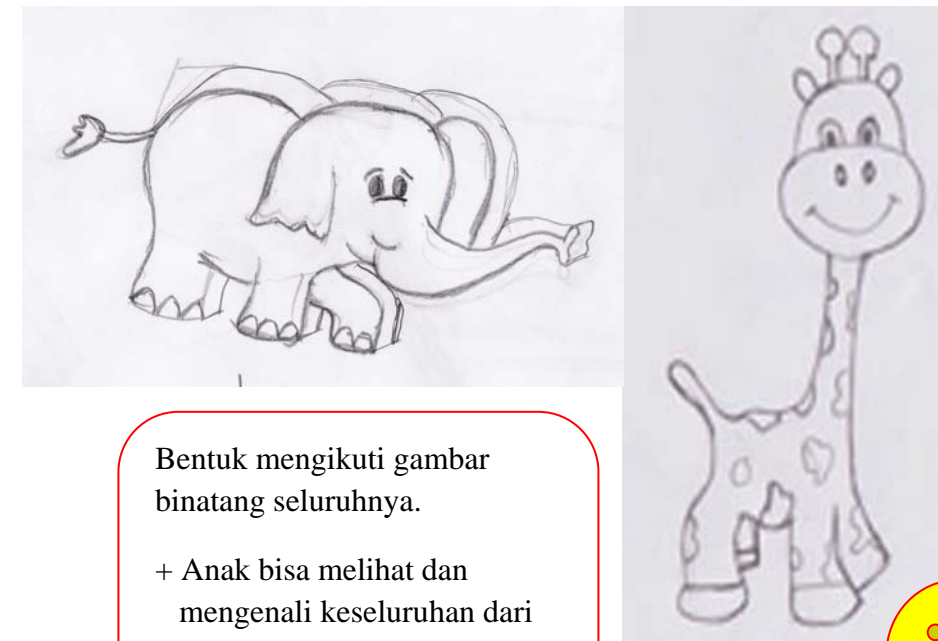 Bentuk mengikuti gambar
binatang seluruhnya.
+ Anak bisa melihat dan
mengenali keseluruhan dari